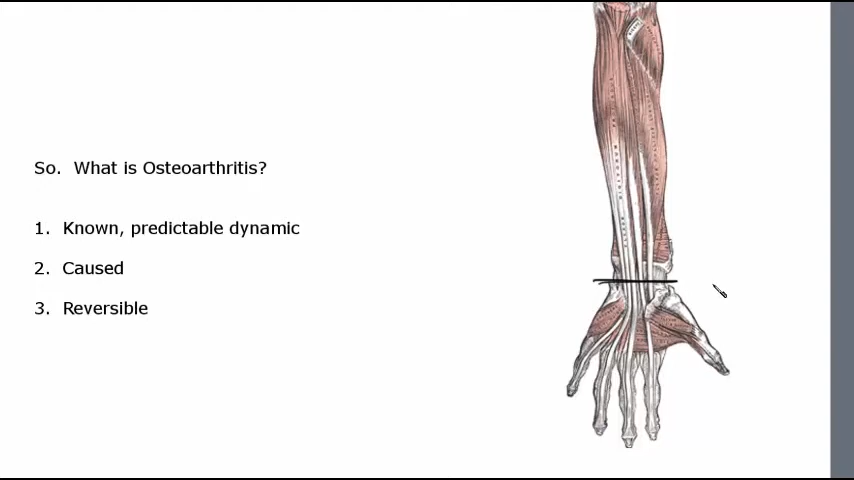 So. What is Osteoarthritis?
1. Known, predictable dynamic
2. Caused
3. Reversible